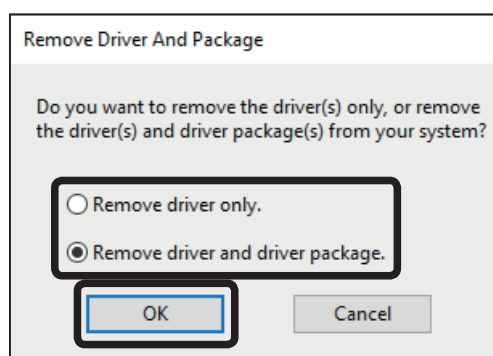 Remove Driver And Package
Do you want to remove the driver(s) only, or remove
the driver(s) and driver package(s) from your system?
Remove driver only.
Remove driver and driver package.
OK Cancel